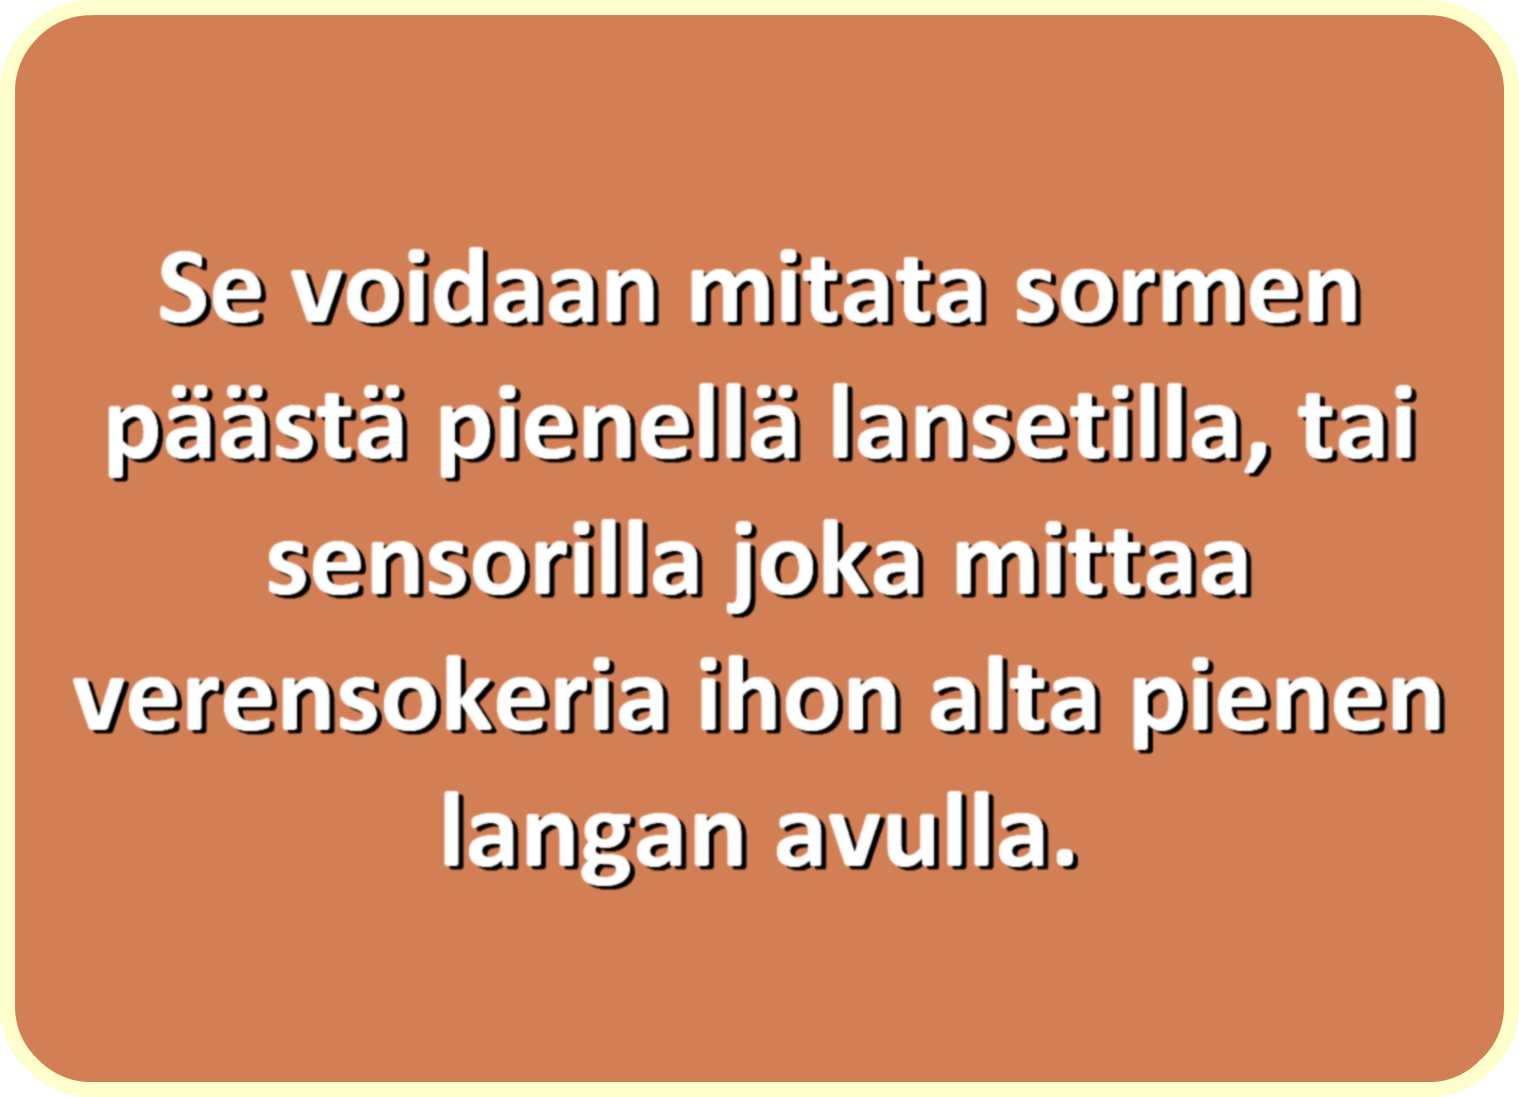 Se voidaan mitata sormen
päästä pienellä lansetilla, tai
sensorilla joka mittaa
verensokeria ihon alta pienen
langan avulla.